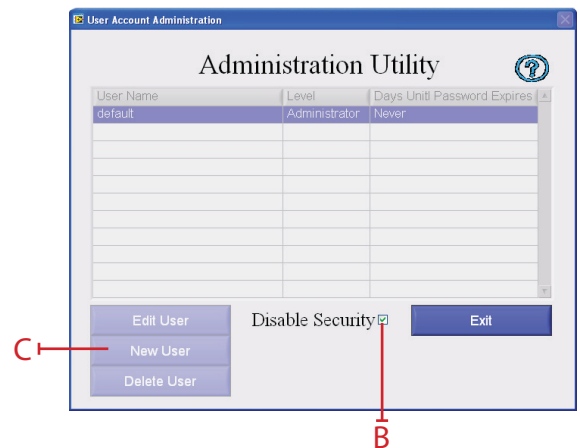 User Account Administration
Administration Utility
User Name Level Days Unitl Password Expires
default Administrator Never
Edit User
Disable Security
Exit
C
New User
Delete User
B